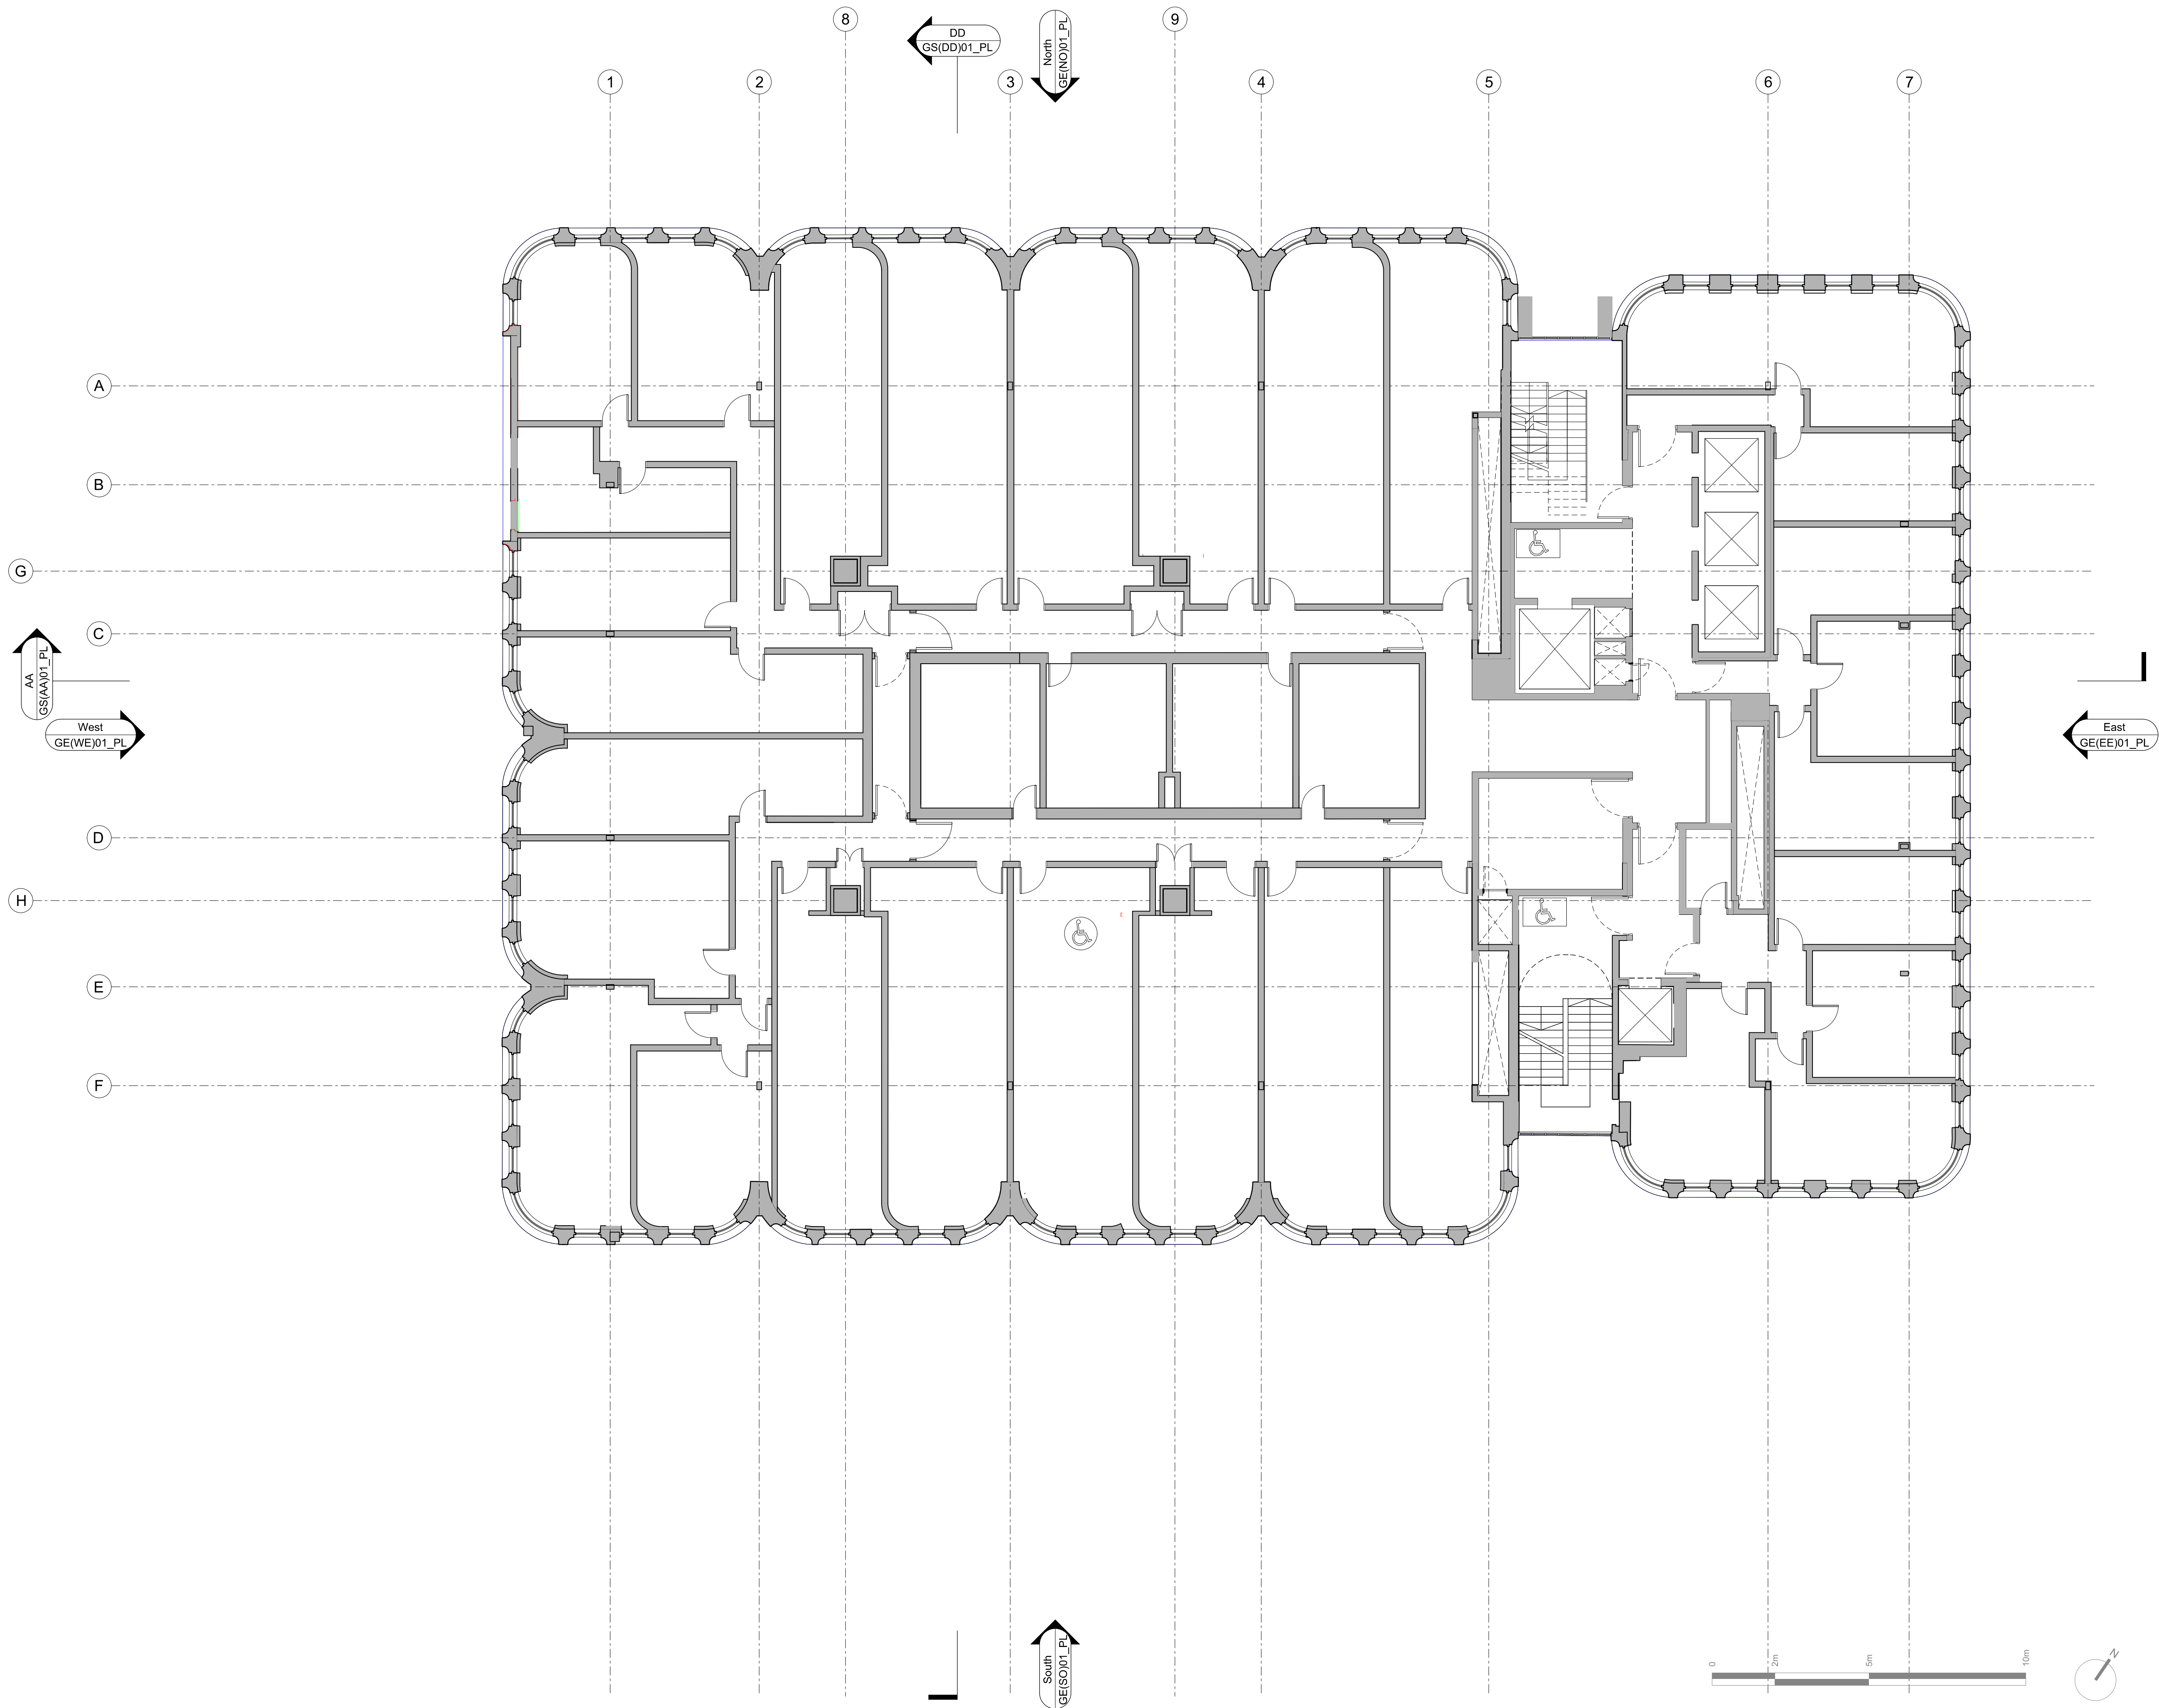 8
DD
GS(DD)01_PL
North
GE(NO)01_PL
9
1
2
3
4
5
6
7
A
B
G
C
AA
GS(AA)01_PL
West
GE(WE)01_PL
East
GE(EE)01_PL
D
H
E
F
South
GE(SO)01_PL
0
2m
5m
10m
N